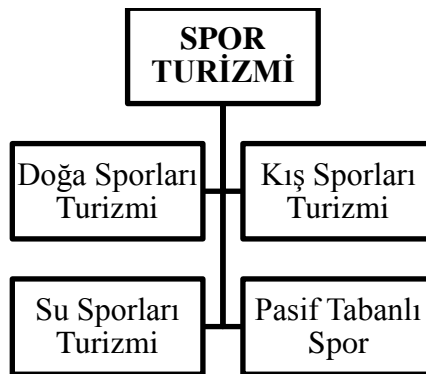 SPOR
TURİZMİ
Doğa Sporları
Turizmi
Kış Sporları
Turizmi
Su Sporları
Turizmi
Pasif Tabanlı
Spor